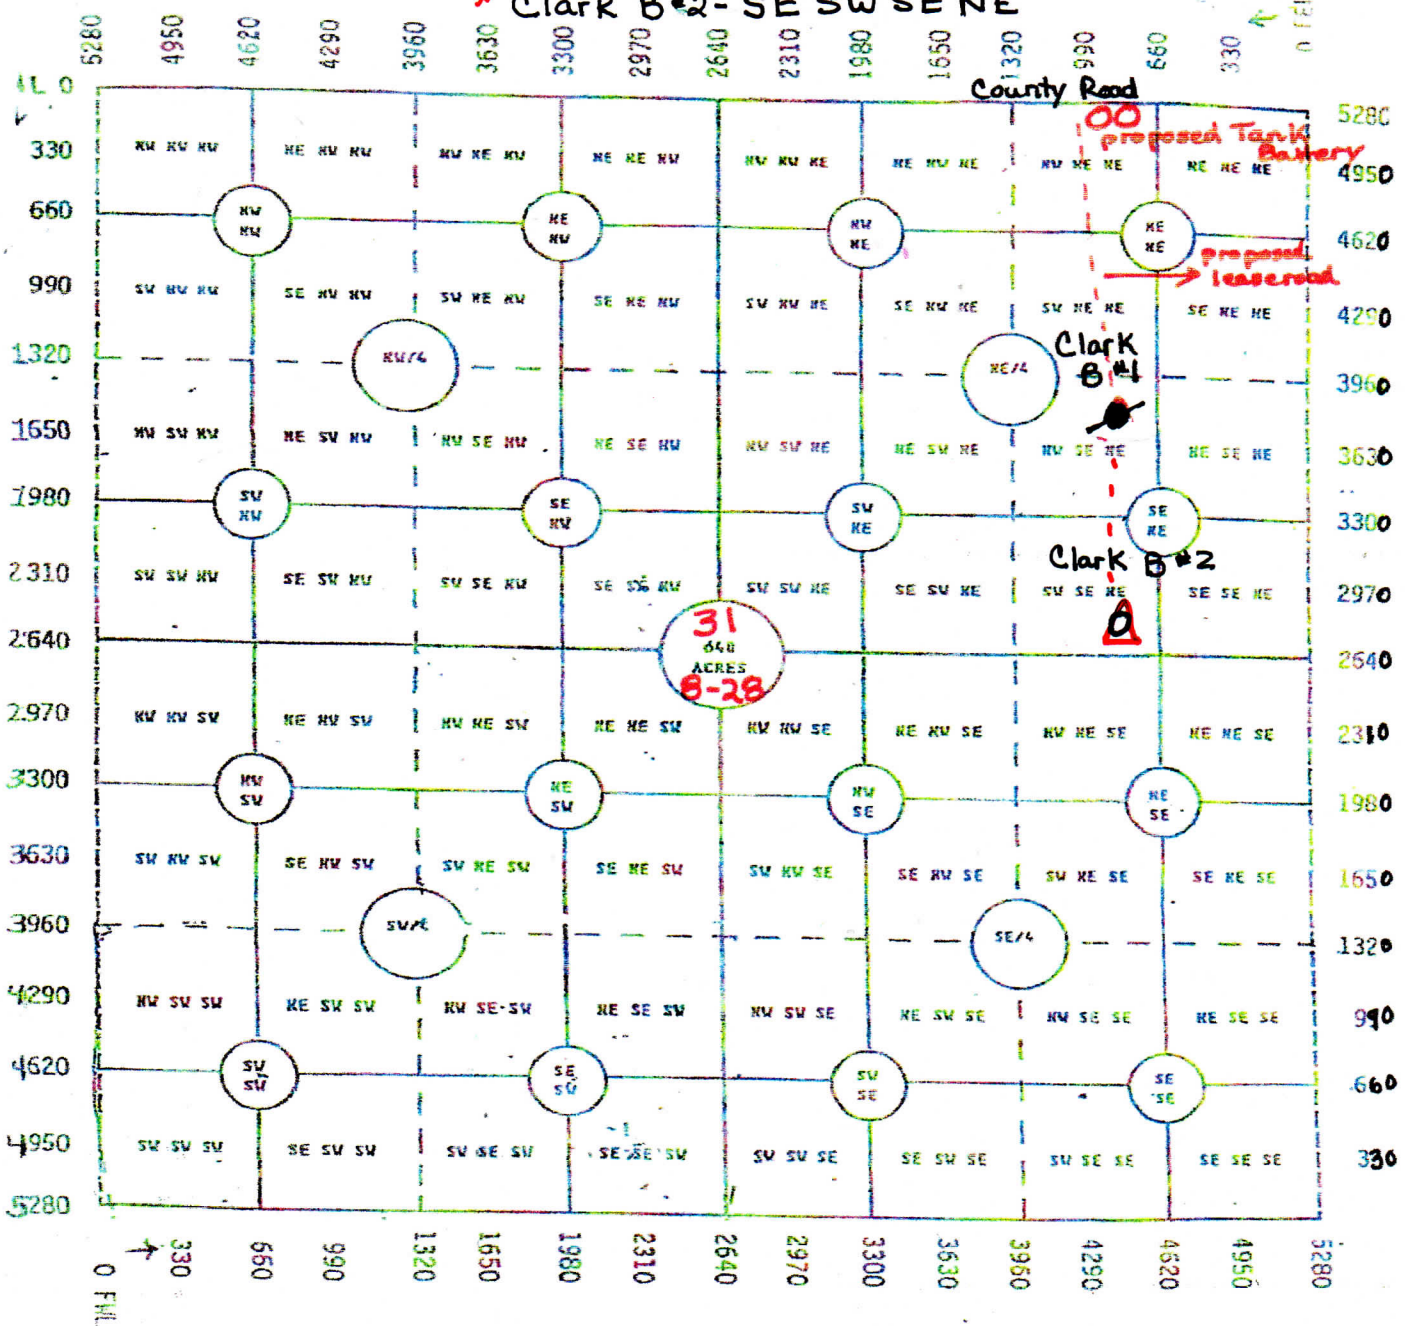 * Clark B #2 - SE SW SE NE
5280 4950 4620 4290 3960 3630 3300 2970 2640 2310 1980 1650 1320 990 660 330
County Road
0 5280
proposed Tank
Battery
330 NW NW NW NE NW NW NW NE NW NE NE NW NW NW NE NE NW NE NW NE NE NE NE NE 4950
660 NW NW NE NW NW NE NE NE 4620
proposed
lease road
990 SW NW NW SE NW NW SW NE NW SE NE NW SW NW NE SE NW NE SW NE NE SE NE NE 4290
Clark
B #1
1320 NW/4 NE/4 3960
1650 NW SW NW NE SW NW NW SE NW NE SE NW NW SW NE NE SW NE NW SE NE NE SE NE 3630
1980 SW NW SE NW SW NE SE NE 3300
Clark B #2
2310 SW SW NW SE SW NW SW SE NW SE SE NW SW SW NE SE SW NE SW SE NE SE SE NE 2970
31
2640 640 ACRES 2640
8-28
2970 NW NW SW NE NW SW NW NE SW NE NE SW NW NW SE NE NW SE NW NE SE NE NE SE 2310
3300 NW SW NE SW NW SE NE SE 1980
3630 SW NW SW SE NW SW SW NE SW SE NE SW SW NW SE SE NW SE SW NE SE SE NE SE 1650
3960 SW/4 SE/4 1320
4290 NW SW SW NE SW SW NW SE SW NE SE SW NW SW SE NE SW SE NW SE SE NE SE SE 990
4620 SW SW SE SW SW SE SE SE 660
4950 SW SW SW SE SW SW SW SE SW SE SE SW SW SW SE SE SW SE SW SE SE SE SE SE 330
5280
0 FWL 330 660 990 1320 1650 1980 2310 2640 2970 3300 3630 3960 4290 4620 4950 5280